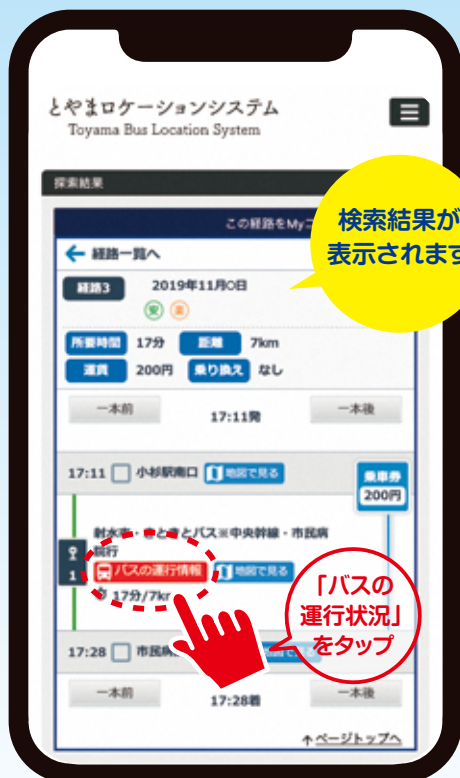 とやまロケーションシステム
Toyama Bus Location System
探索結果
この経路をMyコ
検索結果が
表示されます
← 経路一覧へ
経路3 2019年11月○日
安 楽
所要時間 17分 距離 7km
運賃 200円 乗り換え なし
一本前 17:11発 一本後
17:11 小杉駅南口 地図で見る
乗車券
200円
射水市・きときとバス※中央幹線・市民病
院行
1 バスの運行情報 地図で見る
17分/7k
「バスの
運行状況」
をタップ
17:28 市民病
一本前 17:28着 一本後
↑ページトップへ